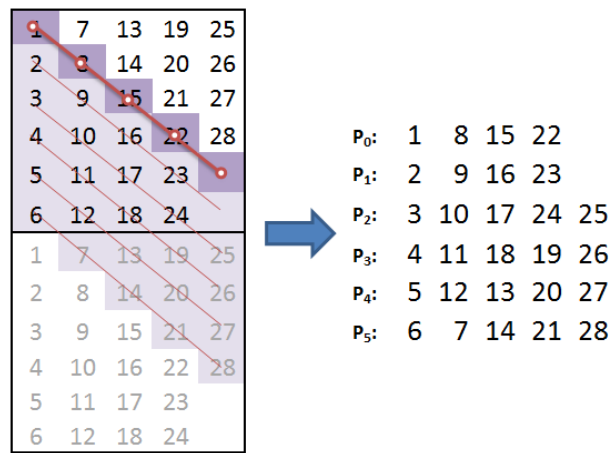 1 7 13 19 25
2 8 14 20 26
3 9 15 21 27
4 10 16 22 28
5 11 17 23
6 12 18 24
1 7 13 19 25
2 8 14 20 26
3 9 15 21 27
4 10 16 22 28
5 11 17 23
6 12 18 24
P0: 1 8 15 22
P1: 2 9 16 23
P2: 3 10 17 24 25
P3: 4 11 18 19 26
P4: 5 12 13 20 27
P5: 6 7 14 21 28